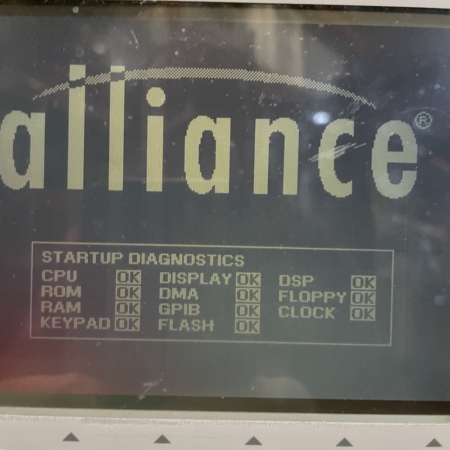 alliance®
STARTUP DIAGNOSTICS
CPU OK DISPLAY OK DSP OK
ROM OK DMA OK FLOPPY OK
RAM OK GPIB OK CLOCK OK
KEYPAD OK FLASH OK